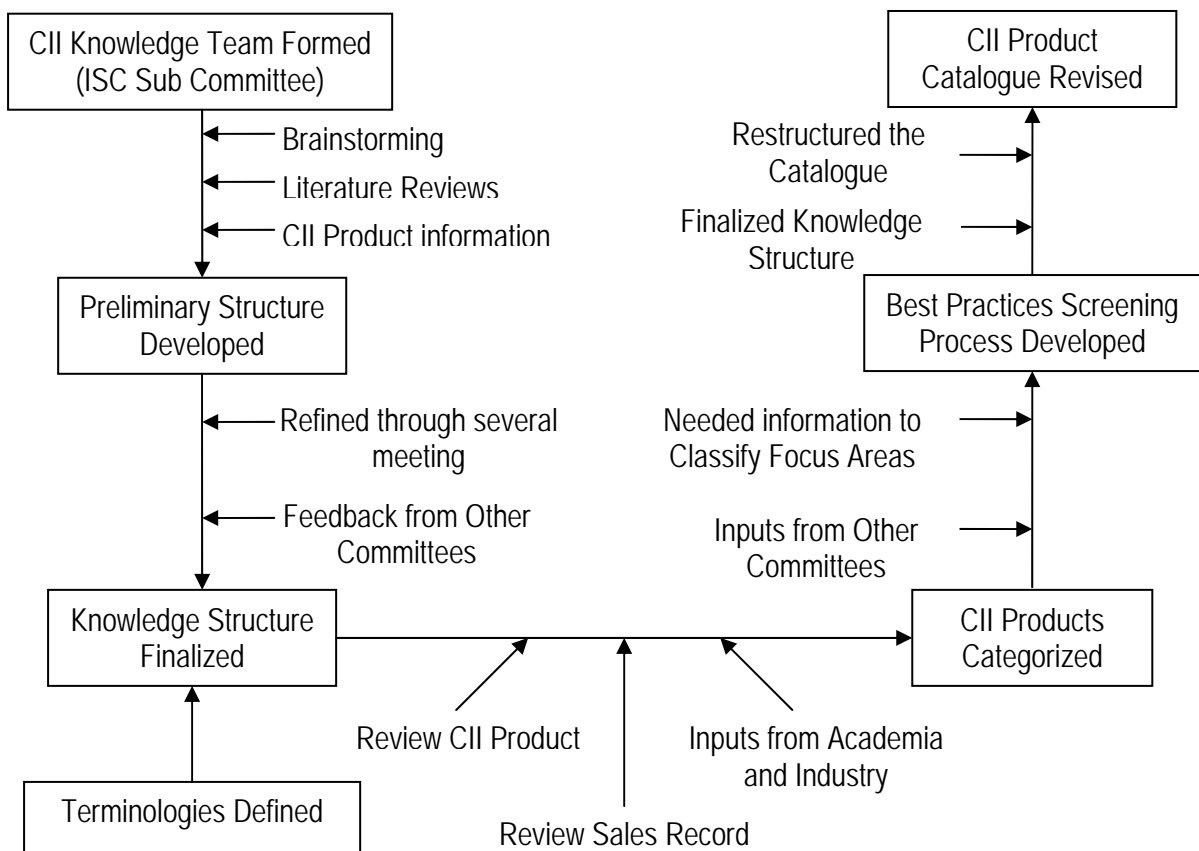 CII Knowledge Team Formed
(ISC Sub Committee)
Brainstorming
Literature Reviews
CII Product information
Preliminary Structure
Developed
Refined through several
meeting
Feedback from Other
Committees
Knowledge Structure
Finalized
Terminologies Defined
Review CII Product
Review Sales Record
Inputs from Academia
and Industry
CII Products
Categorized
Inputs from Other
Committees
Needed information to
Classify Focus Areas
Best Practices Screening
Process Developed
Finalized Knowledge
Structure
Restructured the
Catalogue
CII Product
Catalogue Revised